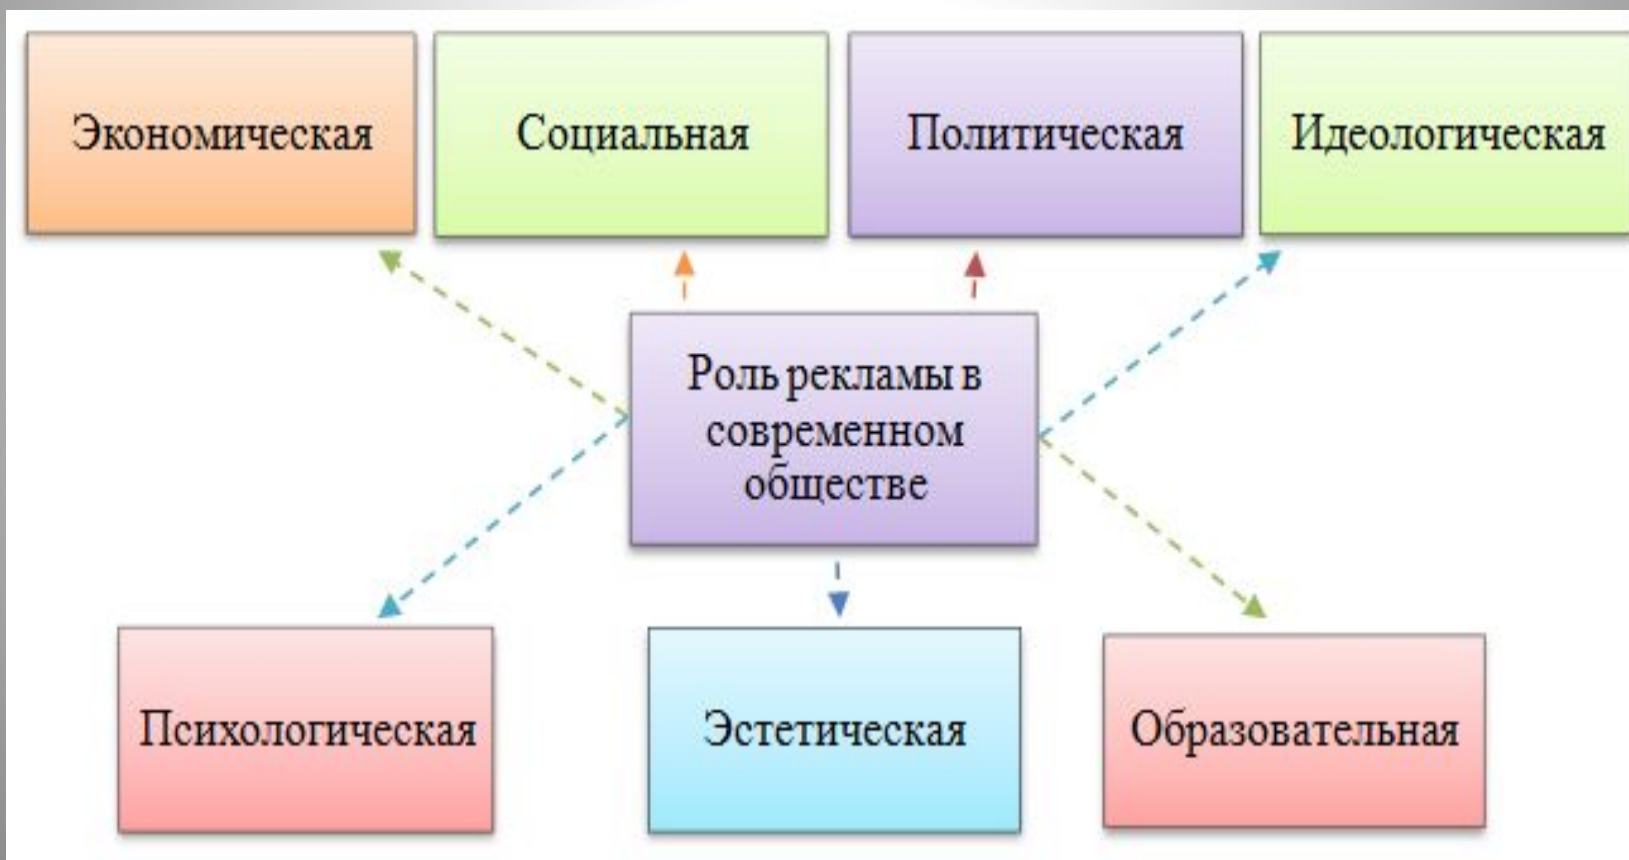 Экономическая
Социальная
Политическая
Идеологическая
Роль рекламы в
современном
обществе
Психологическая
Эстетическая
Образовательная